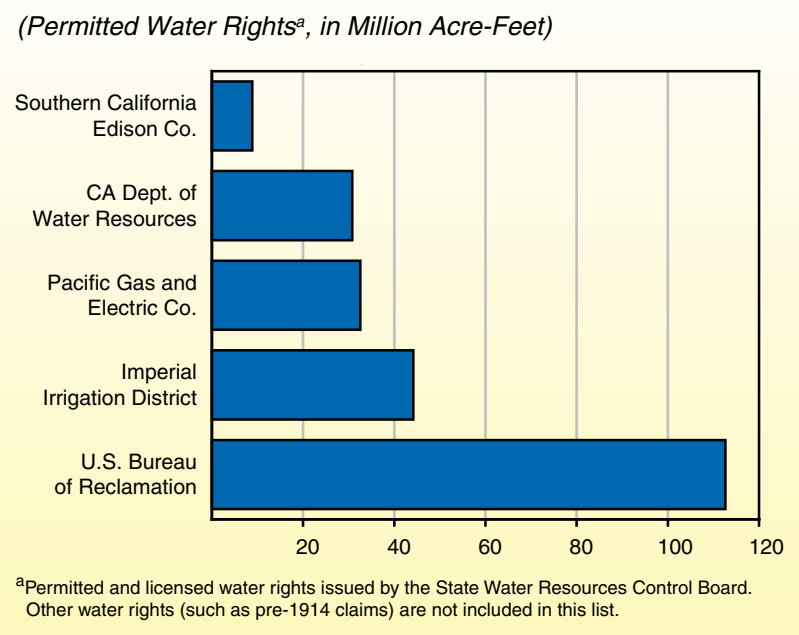 (Permitted Water Rightsa, in Million Acre-Feet)
Southern California
Edison Co.
CA Dept. of
Water Resources
Pacific Gas and
Electric Co.
Imperial
Irrigation District
U.S. Bureau
of Reclamation
20 40 60 80 100 120
aPermitted and licensed water rights issued by the State Water Resources Control Board.
Other water rights (such as pre-1914 claims) are not included in this list.